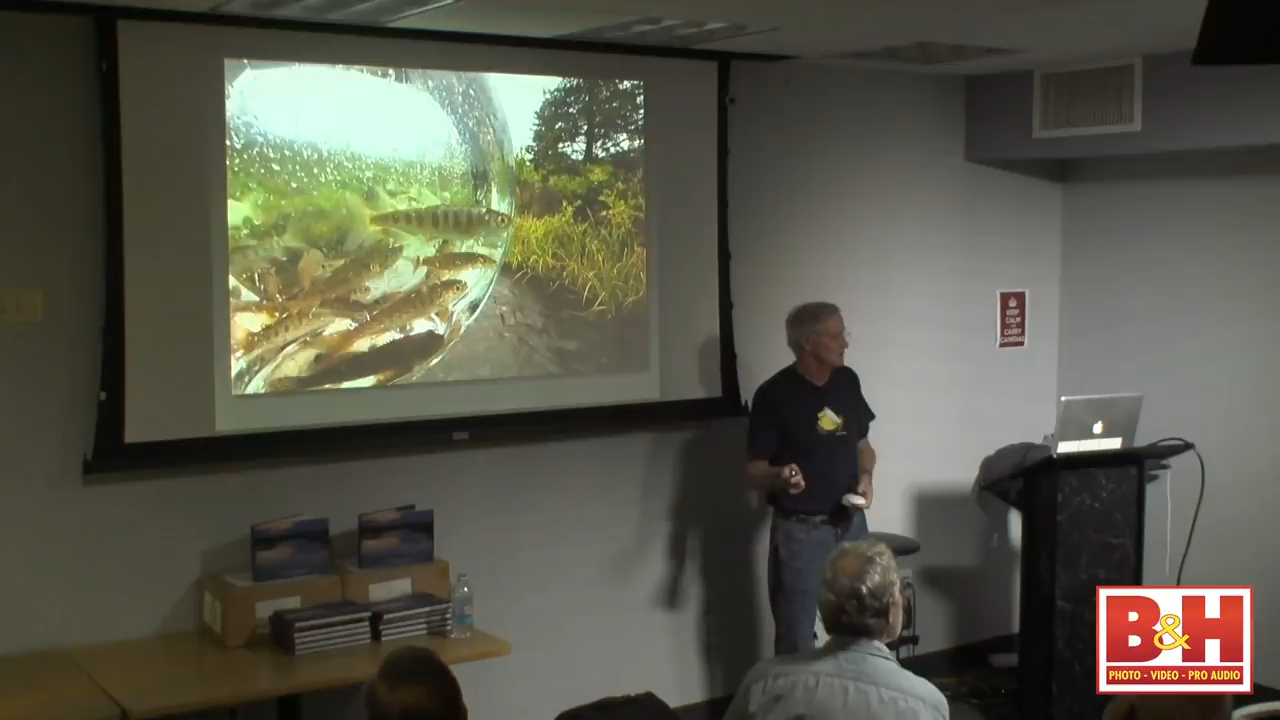 KEEP
CALM
AND
CARRY
CAMERAS
B&H
PHOTO - VIDEO - PRO AUDIO